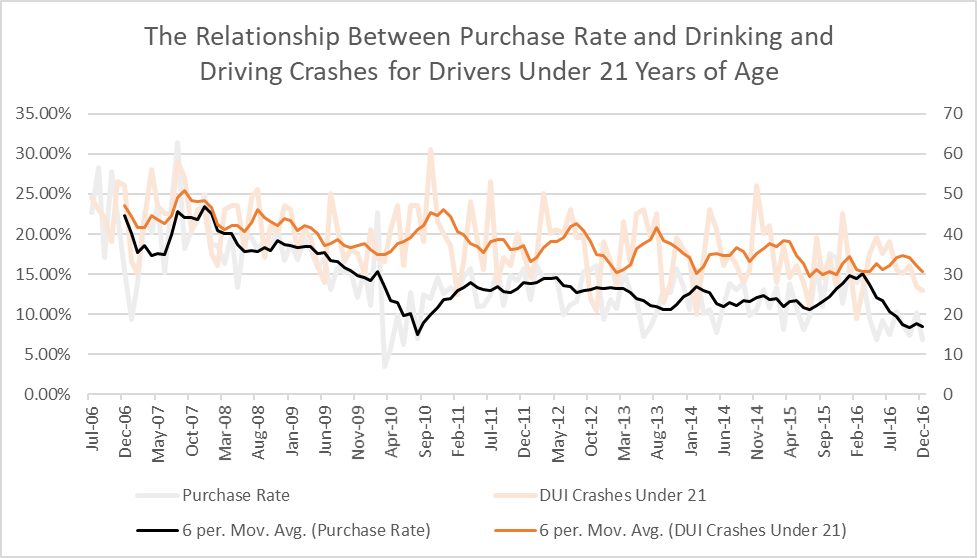 The Relationship Between Purchase Rate and Drinking and
Driving Crashes for Drivers Under 21 Years of Age
35.00%
30.00%
25.00%
20.00%
15.00%
10.00%
5.00%
0.00%
70
60
50
40
30
20
10
0
Jul-06
Dec-06
May-07
Oct-07
Mar-08
Aug-08
Jan-09
Jun-09
Nov-09
Apr-10
Sep-10
Feb-11
Jul-11
Dec-11
May-12
Oct-12
Mar-13
Aug-13
Jan-14
Jun-14
Nov-14
Apr-15
Sep-15
Feb-16
Jul-16
Dec-16
Purchase Rate
DUI Crashes Under 21
6 per. Mov. Avg. (Purchase Rate)
6 per. Mov. Avg. (DUI Crashes Under 21)